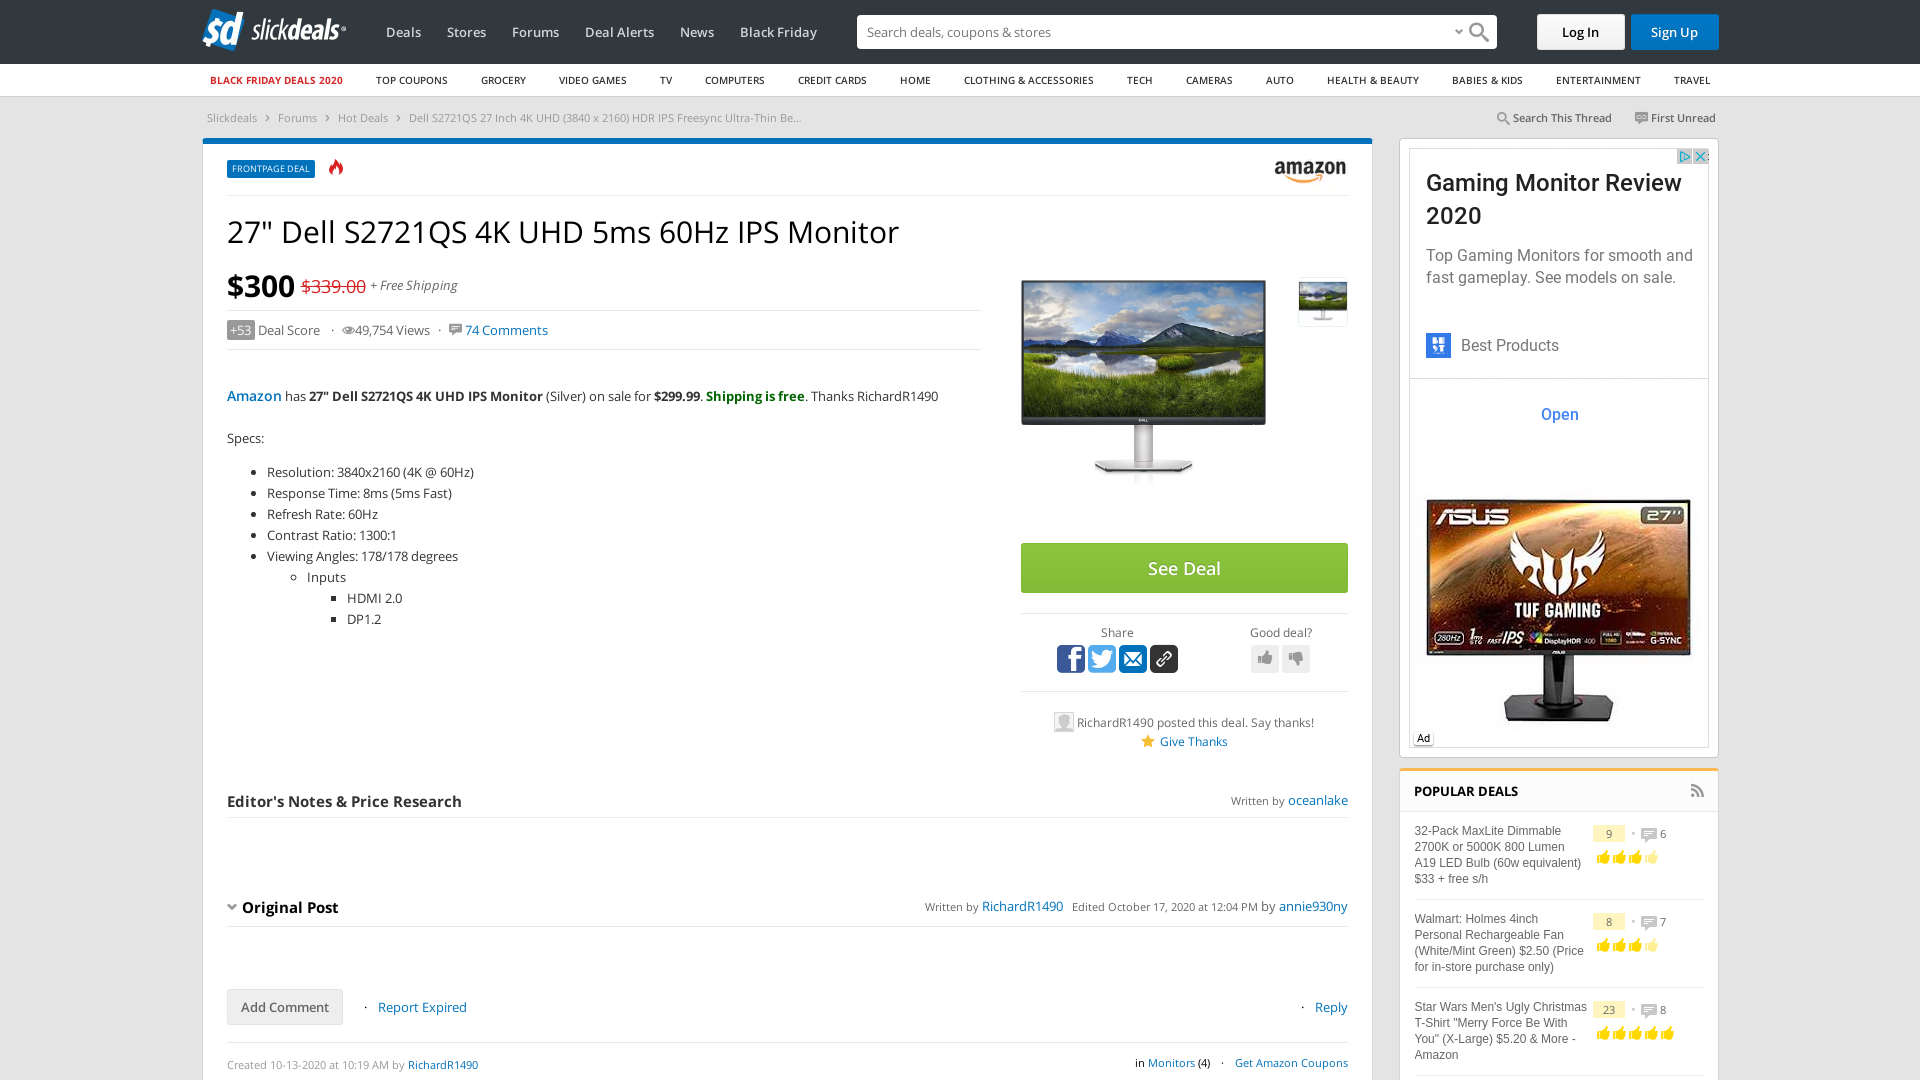 slickdeals
Deals
Stores
Forums
Deal Alerts
News
Black Friday
Search deals, coupons & stores
Log In
Sign Up
BLACK FRIDAY DEALS 2020
TOP COUPONS
GROCERY
VIDEO GAMES
TV
COMPUTERS
CREDIT CARDS
HOME
CLOTHING & ACCESSORIES
TECH
CAMERAS
AUTO
HEALTH & BEAUTY
BABIES & KIDS
ENTERTAINMENT
TRAVEL
Slickdeals > Forums > Hot Deals > Dell S2721QS 27 Inch 4K UHD (3840 x 2160) HDR IPS Freesync Ultra-Thin Be...
Search This Thread
First Unread
FRONTPAGE DEAL
amazon
27" Dell S2721QS 4K UHD 5ms 60Hz IPS Monitor
$300 $339.00 + Free Shipping
+53 Deal Score · 49,754 Views · 74 Comments
Amazon has 27" Dell S2721QS 4K UHD IPS Monitor (Silver) on sale for $299.99. Shipping is free. Thanks RichardR1490
Specs:
Resolution: 3840x2160 (4K @ 60Hz)
Response Time: 8ms (5ms Fast)
Refresh Rate: 60Hz
Contrast Ratio: 1300:1
Viewing Angles: 178/178 degrees
Inputs
HDMI 2.0
DP1.2
See Deal
Share
Good deal?
RichardR1490 posted this deal. Say thanks!
Give Thanks
Editor's Notes & Price Research
Written by oceanlake
Original Post
Written by RichardR1490 Edited October 17, 2020 at 12:04 PM by annie930ny
Add Comment
· Report Expired
· Reply
Created 10-13-2020 at 10:19 AM by RichardR1490
in Monitors (4) · Get Amazon Coupons
Gaming Monitor Review
2020
Top Gaming Monitors for smooth and
fast gameplay. See models on sale.
Best Products
Open
ASUS
27"
TUF GAMING
280Hz
1ms
FAST IPS
DisplayHDR 400
G-SYNC
Ad
POPULAR DEALS
32-Pack MaxLite Dimmable
2700K or 5000K 800 Lumen
A19 LED Bulb (60w equivalent)
$33 + free s/h
9 • 6
Walmart: Holmes 4inch
Personal Rechargeable Fan
(White/Mint Green) $2.50 (Price
for in-store purchase only)
8 • 7
Star Wars Men's Ugly Christmas
T-Shirt "Merry Force Be With
You" (X-Large) $5.20 & More -
Amazon
23 • 8